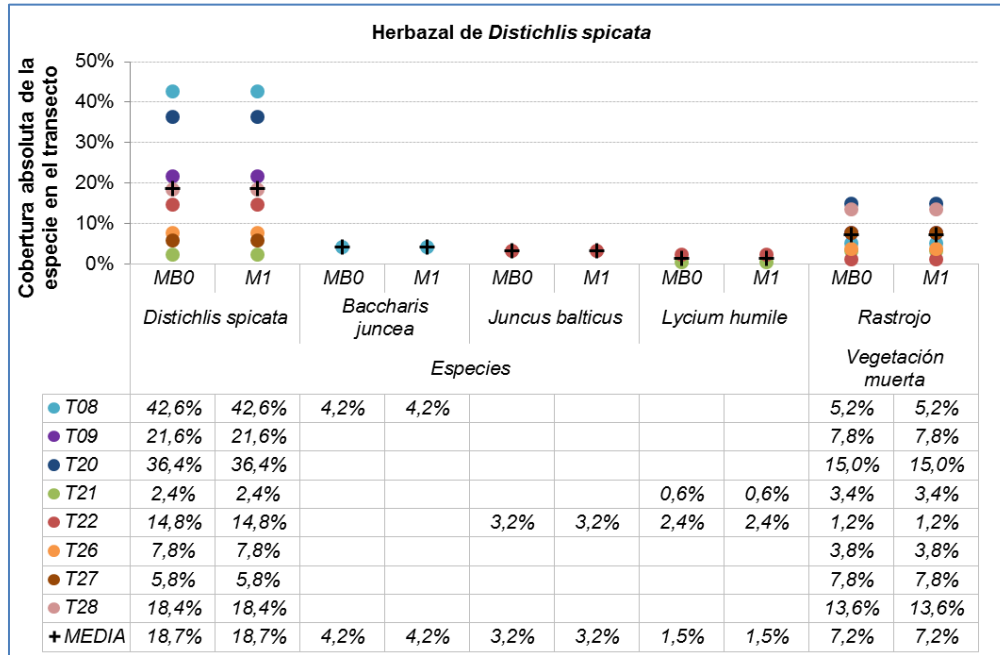 Herbazal de Distichlis spicata
Cobertura absoluta de la
especie en el transecto
50%
40%
30%
20%
10%
0%
MB0 M1 MB0 M1 MB0 M1 MB0 M1 MB0 M1
Distichlis spicata Baccharis juncea Juncus balticus Lycium humile Rastrojo
Especies Vegetación muerta
T08 42,6% 42,6% 4,2% 4,2% 5,2% 5,2%
T09 21,6% 21,6% 7,8% 7,8%
T20 36,4% 36,4% 15,0% 15,0%
T21 2,4% 2,4% 0,6% 0,6% 3,4% 3,4%
T22 14,8% 14,8% 3,2% 3,2% 2,4% 2,4% 1,2% 1,2%
T26 7,8% 7,8% 3,8% 3,8%
T27 5,8% 5,8% 7,8% 7,8%
T28 18,4% 18,4% 13,6% 13,6%
MEDIA 18,7% 18,7% 4,2% 4,2% 3,2% 3,2% 1,5% 1,5% 7,2% 7,2%